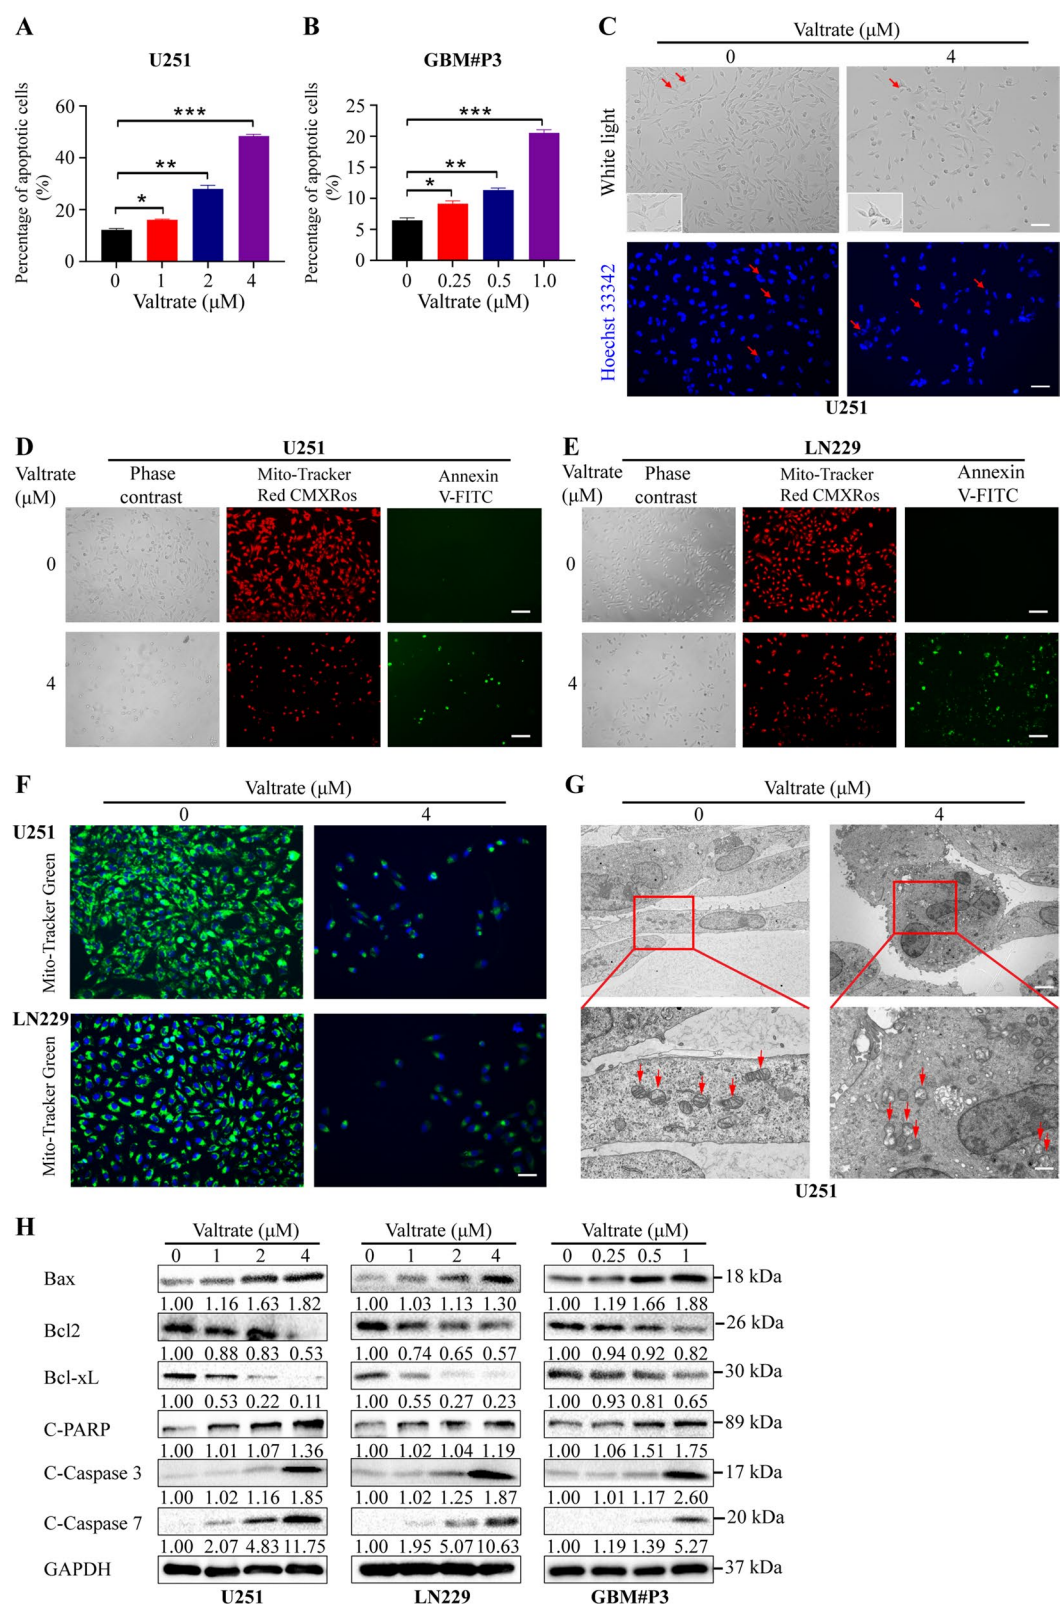 A
U251
Percentage of apoptotic cells
(%)
60
40
20
0
*
**
***
0 1 2 4
Valtrate (μM)
B
GBM#P3
Percentage of apoptotic cells
(%)
25
20
15
10
5
0
*
**
***
0 0.25 0.5 1.0
Valtrate (μM)
C
Valtrate (μM)
0 4
White light
Hoechst 33342
U251
D
U251
Valtrate
(μM)
Phase
contrast
Mito-Tracker
Red CMXRos
Annexin
V-FITC
0
4
E
LN229
Valtrate
(μM)
Phase
contrast
Mito-Tracker
Red CMXRos
Annexin
V-FITC
0
4
F
Valtrate (μM)
0 4
U251
Mito-Tracker Green
LN229
Mito-Tracker Green
G
Valtrate (μM)
0 4
U251
H
Valtrate (μM) Valtrate (μM) Valtrate (μM)
0 1 2 4 0 1 2 4 0 0.25 0.5 1
Bax 18 kDa
1.00 1.16 1.63 1.82 1.00 1.03 1.13 1.30 1.00 1.19 1.66 1.88
Bcl2 26 kDa
1.00 0.88 0.83 0.53 1.00 0.74 0.65 0.57 1.00 0.94 0.92 0.82
Bcl-xL 30 kDa
1.00 0.53 0.22 0.11 1.00 0.55 0.27 0.23 1.00 0.93 0.81 0.65
C-PARP 89 kDa
1.00 1.01 1.07 1.36 1.00 1.02 1.04 1.19 1.00 1.06 1.51 1.75
C-Caspase 3 17 kDa
1.00 1.02 1.16 1.85 1.00 1.02 1.25 1.87 1.00 1.01 1.17 2.60
C-Caspase 7 20 kDa
1.00 2.07 4.83 11.75 1.00 1.95 5.07 10.63 1.00 1.19 1.39 5.27
GAPDH 37 kDa
U251 LN229 GBM#P3